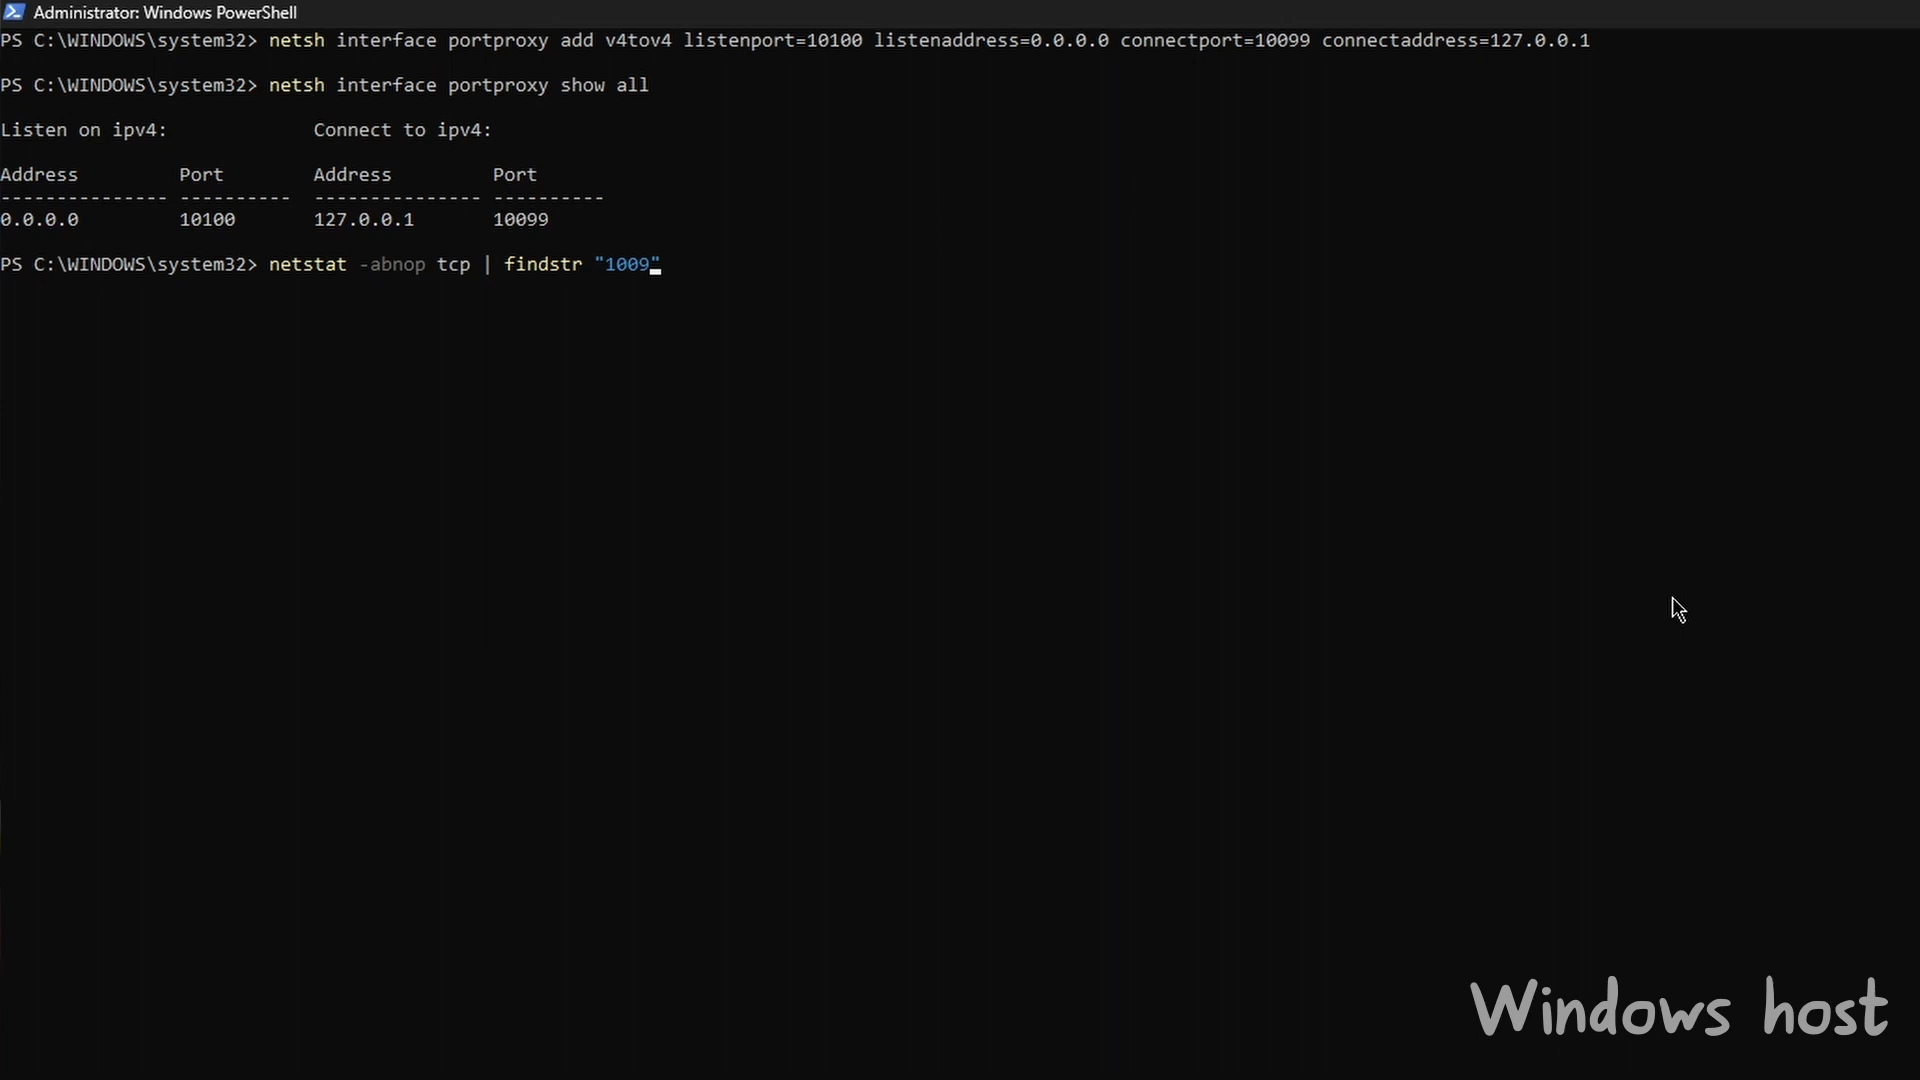 Administrator: Windows PowerShell
PS C:\WINDOWS\system32> netsh interface portproxy add v4tov4 listenport=10100 listenaddress=0.0.0.0 connectport=10099 connectaddress=127.0.0.1
PS C:\WINDOWS\system32> netsh interface portproxy show all
Listen on ipv4:             Connect to ipv4:
Address         Port        Address         Port
--------------- ----------  --------------- ----------
0.0.0.0         10100       127.0.0.1       10099
PS C:\WINDOWS\system32> netstat -abnop tcp | findstr "1009"
Windows host